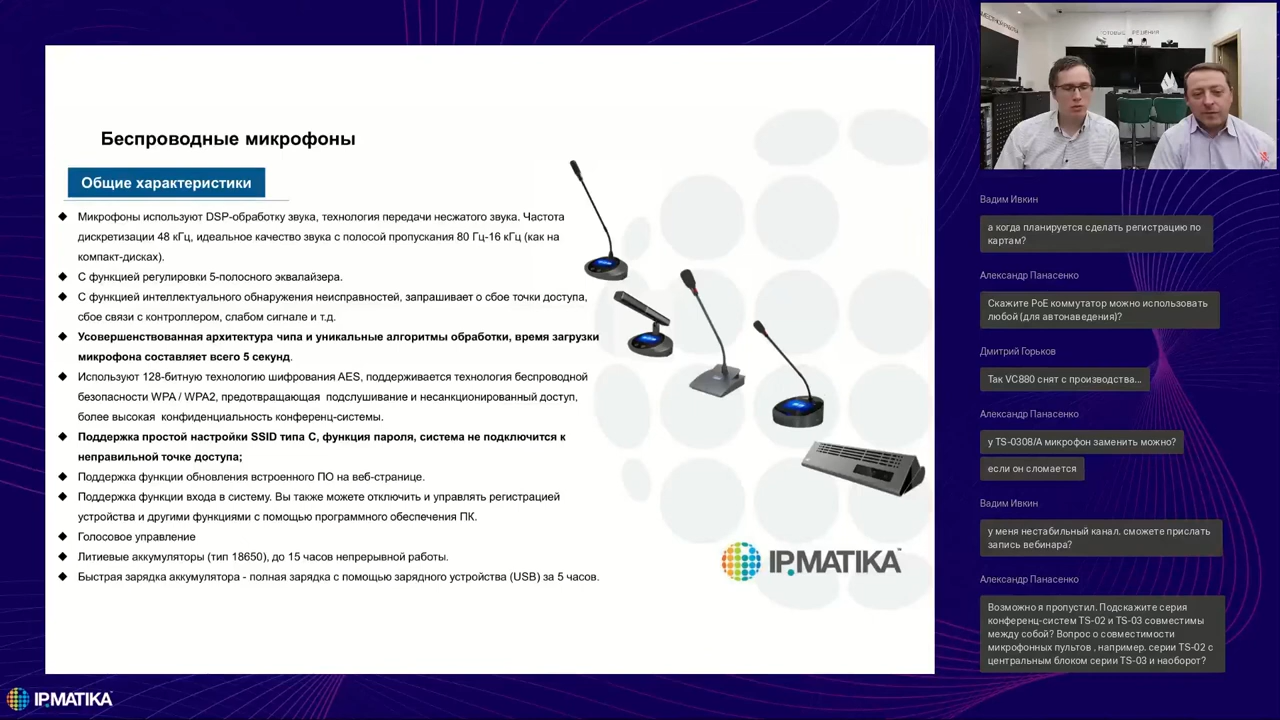 Беспроводные микрофоны
Общие характеристики
Микрофоны используют DSP-обработку звука, технология передачи несжатого звука. Частота
дискретизации 48 кГц, идеальное качество звука с полосой пропускания 80 Гц-16 кГц (как на
компакт-дисках).
С функцией регулировки 5-полосного эквалайзера.
С функцией интеллектуального обнаружения неисправностей, запрашивает о сбое точки доступа,
сбое связи с контроллером, слабом сигнале и т.д.
Усовершенствованная архитектура чипа и уникальные алгоритмы обработки, время загрузки
микрофона составляет всего 5 секунд.
Используют 128-битную технологию шифрования AES, поддерживается технология беспроводной
безопасности WPA / WPA2, предотвращающая подслушивание и несанкционированный доступ,
более высокая конфиденциальность конференц-системы.
Поддержка простой настройки SSID типа C, функция пароля, система не подключится к
неправильной точке доступа;
Поддержка функции обновления встроенного ПО на веб-странице.
Поддержка функции входа в систему. Вы также можете отключить и управлять регистрацией
устройства и другими функциями с помощью программного обеспечения ПК.
Голосовое управление
Литиевые аккумуляторы (тип 18650), до 15 часов непрерывной работы.
Быстрая зарядка аккумулятора - полная зарядка с помощью зарядного устройства (USB) за 5 часов.
IP.MATIKA™
IP.MATIKA™
Вадим Ивкин
а когда планируется сделать регистрацию по
картам?
Александр Панасенко
Скажите PoE коммутатор можно использовать
любой (для автонаведения)?
Дмитрий Горьков
Так VC880 снят с производства...
Александр Панасенко
у TS-0308/A микрофон заменить можно?
если он сломается
Вадим Ивкин
у меня нестабильный канал. сможете прислать
запись вебинара?
Александр Панасенко
Возможно я пропустил. Подскажите серия
конференц-систем TS-02 и TS-03 совместимы
между собой? Вопрос о совместимости
микрофонных пультов , например. серии TS-02 с
центральным блоком серии TS-03 и наоборот?